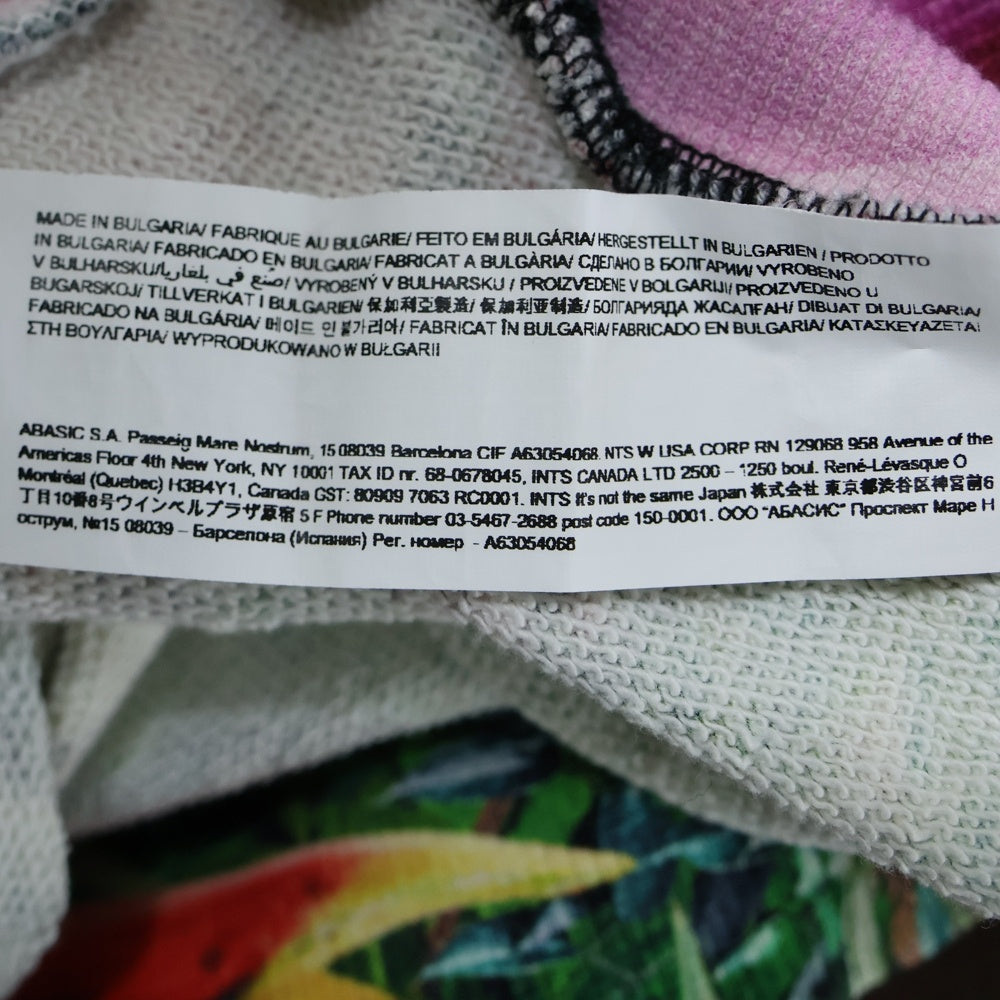 MADE IN BULGARIA/ FABRIQUE AU BULGARIE/ FEITO EM BULGÁRIA/ HERGESTELLT IN BULGARIEN / PRODOTTO
IN BULGARIA/ FABRICADO EN BULGARIA/ FABRICAT A BULGÀRIA/ СДЕЛАНО В БОЛГАРИИ/ VYROBENO
V BULHARSKU/صنع في بلغاريا/ VYROBENÝ V BULHARSKU / PROIZVEDENE V BOLGARIJI/ PROIZVEDENO U
BUGARSKOJ/ TILLVERKAT I BULGARIEN/ 保加利亞製造/ 保加利亚制造/ БОЛГАРИЯДА ЖАСАЛҒАН/ DIBUAT DI BULGARIA/
FABRICADO NA BULGÁRIA/ 메이드 인 불가리아/ FABRICAT ÎN BULGARIA/ FABRICADO EN BULGARIA/ ΚΑΤΑΣΚΕΥΑΖΕΤΑΙ
ΣΤΗ ΒΟΥΛΓΑΡΙΑ/ WYPRODUKOWANO W BUŁGARII
ABASIC S.A. Passeig Mare Nostrum, 15 08039 Barcelona CIF A63054068. NTS W USA CORP RN 129068 958 Avenue of the
Americas Floor 4th New York, NY 10001 TAX ID nr. 68-0678045, INTS CANADA LTD 2500 – 1250 boul. René-Lévasque O
Montréal (Quebec) H3B4Y1, Canada GST: 80909 7063 RC0001. INTS It's not the same Japan 株式会社 東京都渋谷区神宮前6
丁目10番8号ウインベルプラザ原宿 5 F Phone number 03-5467-2688 post code 150-0001. ООО "АБАСИС" Проспект Маре Н
острум, №15 08039 – Барселона (Испания) Рег. номер - A63054068